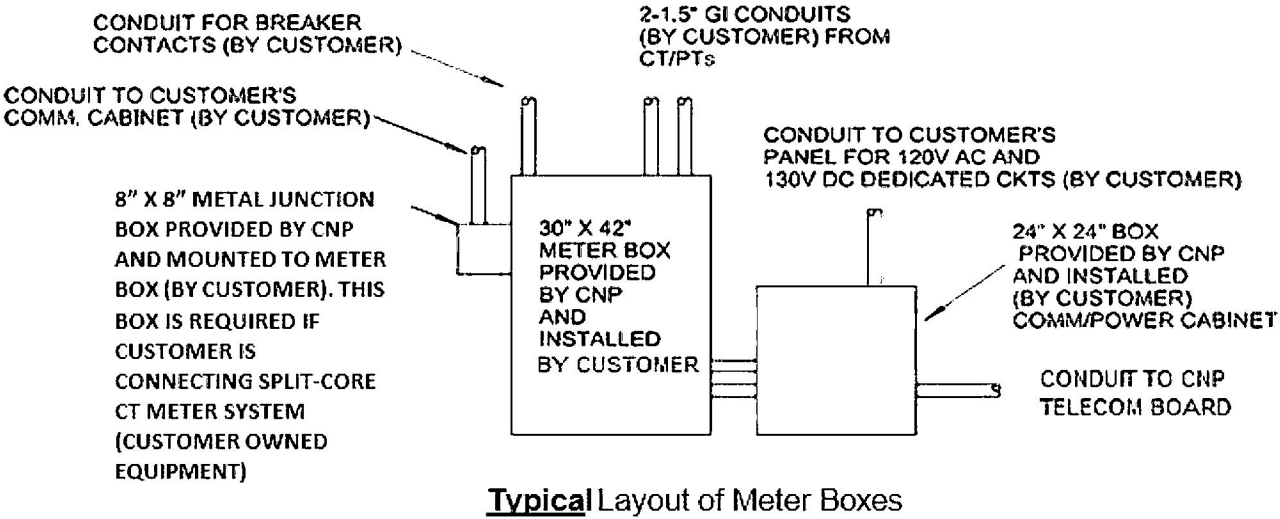 CONDUIT FOR BREAKER
CONTACTS (BY CUSTOMER)
2-1.5" GI CONDUITS
(BY CUSTOMER) FROM
CT/PTs
CONDUIT TO CUSTOMER'S
COMM. CABINET (BY CUSTOMER)
CONDUIT TO CUSTOMER'S
PANEL FOR 120V AC AND
130V DC DEDICATED CKTS (BY CUSTOMER)
8" X 8" METAL JUNCTION
BOX PROVIDED BY CNP
AND MOUNTED TO METER
BOX (BY CUSTOMER). THIS
BOX IS REQUIRED IF
CUSTOMER IS
CONNECTING SPLIT-CORE
CT METER SYSTEM
(CUSTOMER OWNED
EQUIPMENT)
30" X 42"
METER BOX
PROVIDED
BY CNP
AND
INSTALLED
BY CUSTOMER
24" X 24" BOX
PROVIDED BY CNP
AND INSTALLED
(BY CUSTOMER)
COMM/POWER CABINET
CONDUIT TO CNP
TELECOM BOARD
Typical Layout of Meter Boxes